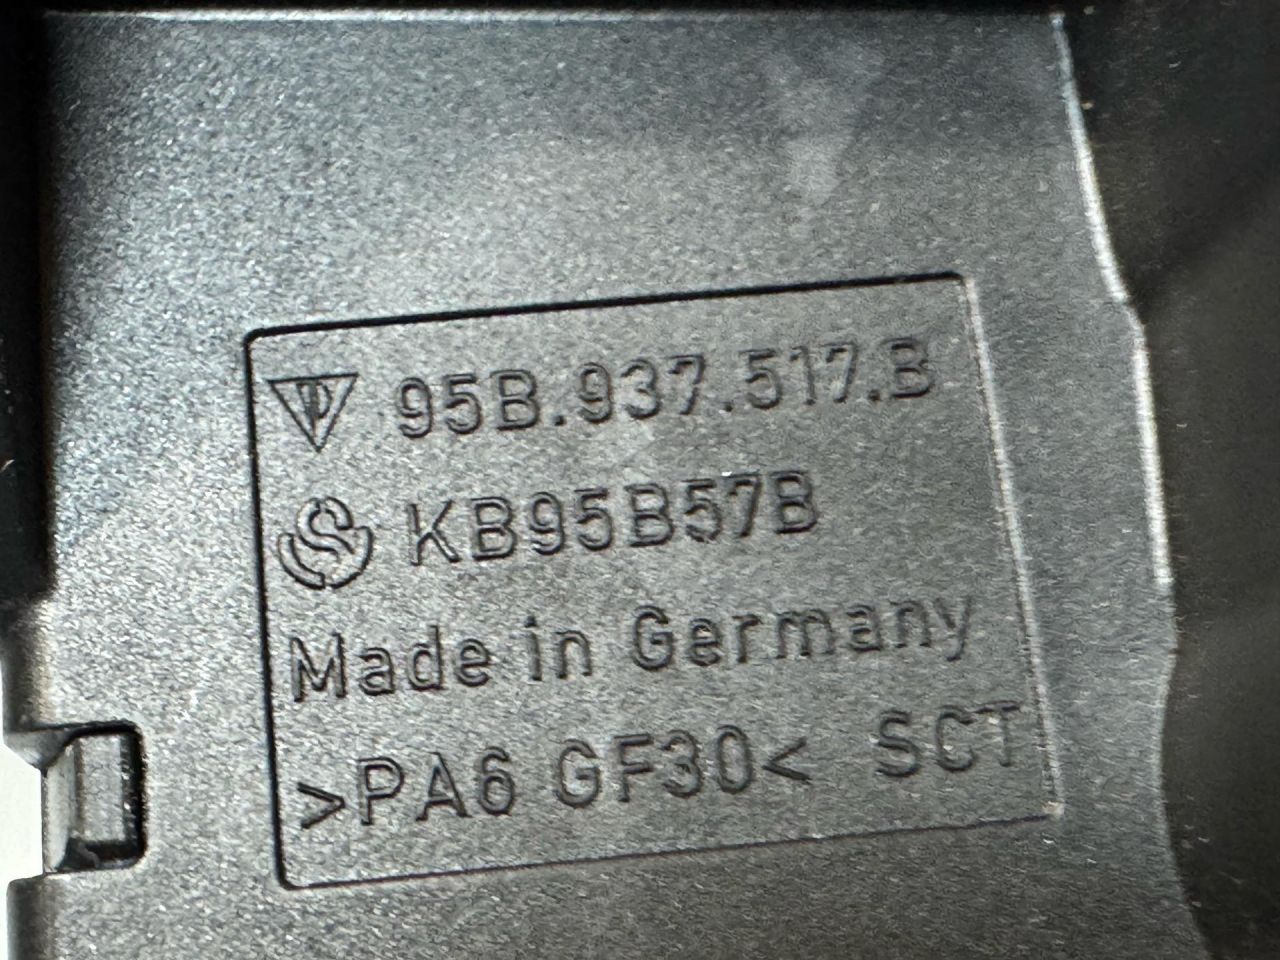 95B.937.517.B
KB95B57B
Made in Germany
>PA6 GF30< SCT